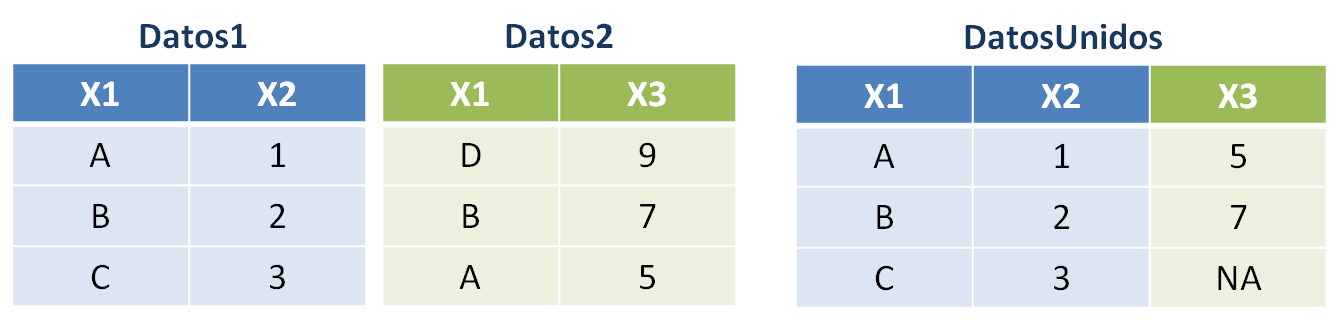 Datos1 Datos2 DatosUnidos
X1 X2 X1 X3 X1 X2 X3
A 1 D 9 A 1 5
B 2 B 7 B 2 7
C 3 A 5 C 3 NA